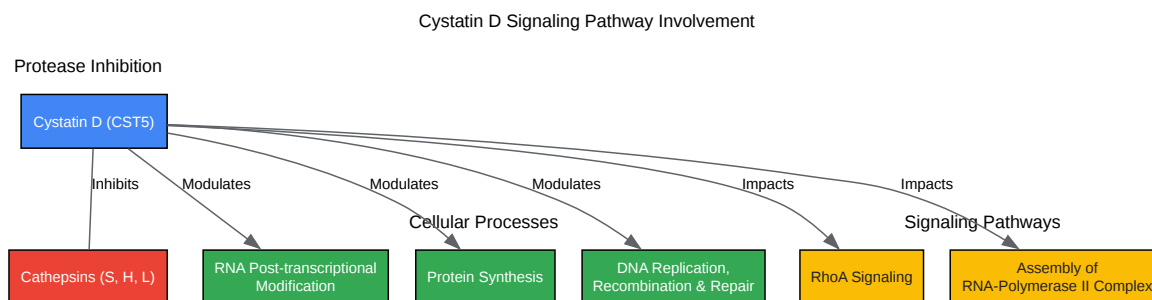 Cystatin D Signaling Pathway Involvement
Protease Inhibition
Cystatin D (CST5)
Inhibits
Modulates
Modulates
Modulates
Impacts
Impacts
Cellular Processes
Signaling Pathways
Cathepsins (S, H, L)
RNA Post-transcriptional
Modification
Protein Synthesis
DNA Replication,
Recombination & Repair
RhoA Signaling
Assembly of
RNA-Polymerase II Complex